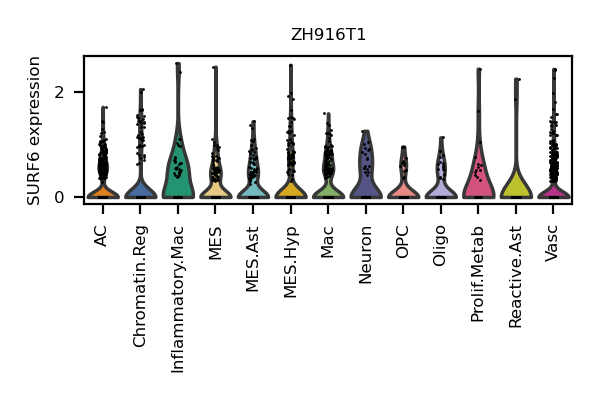 ZH916T1
SURF6 expression
2
0
AC
Chromatin.Reg
Inflammatory.Mac
MES
MES.Ast
MES.Hyp
Mac
Neuron
OPC
Oligo
Prolif.Metab
Reactive.Ast
Vasc